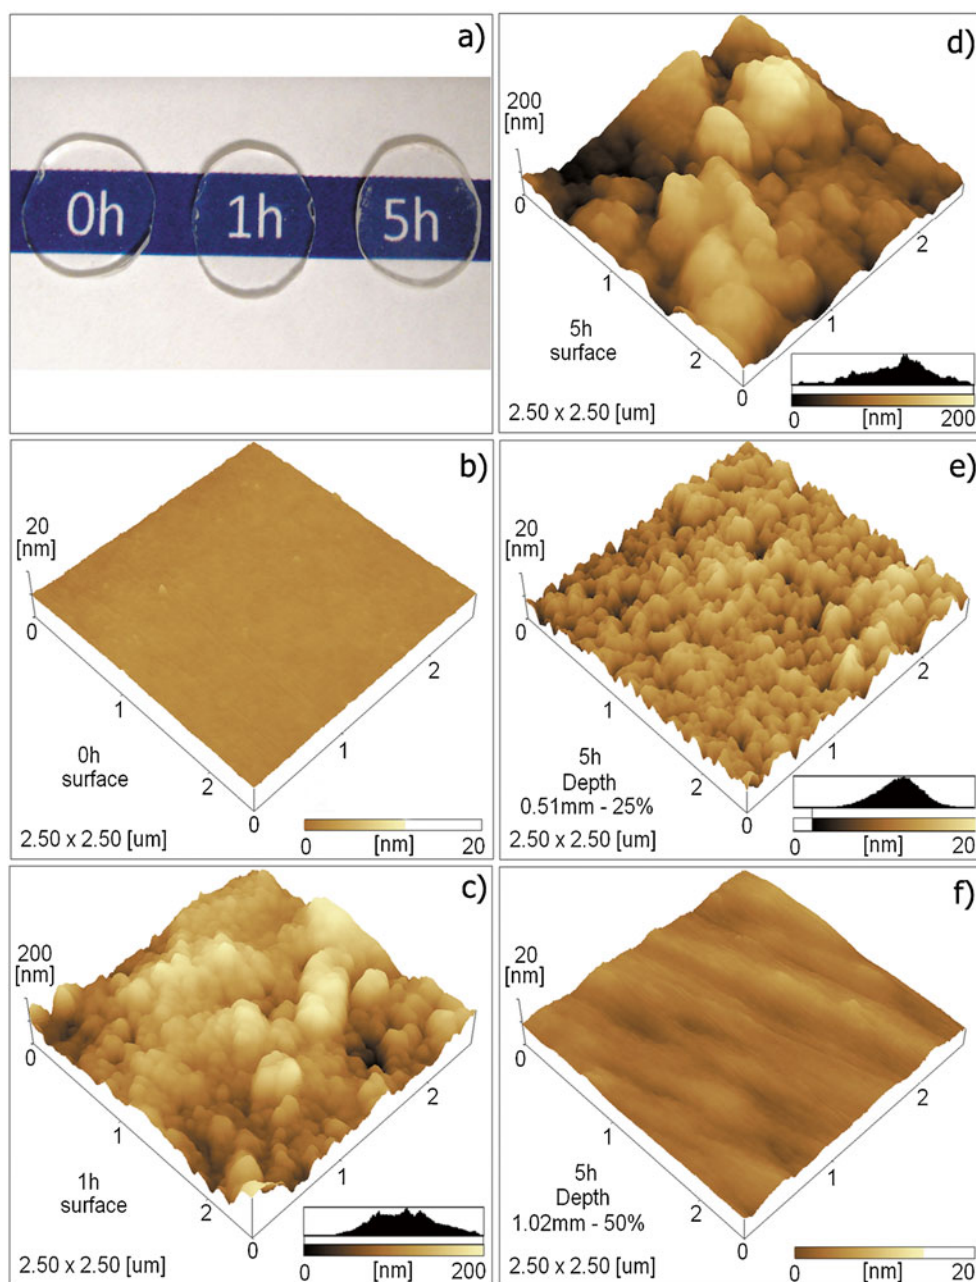 a)
0h 1h 5h
b)
20
[nm]
0
1
2
0
1
2
0h
surface
2.50 x 2.50 [um]
0 [nm] 20
c)
200
[nm]
0
1
2
0
1
2
1h
surface
2.50 x 2.50 [um]
0 [nm] 200
d)
200
[nm]
0
1
2
0
1
2
5h
surface
2.50 x 2.50 [um]
0 [nm] 200
e)
20
[nm]
0
1
2
0
1
2
5h
Depth
0.51mm - 25%
2.50 x 2.50 [um]
0 [nm] 20
f)
20
[nm]
0
1
2
0
1
2
5h
Depth
1.02mm - 50%
2.50 x 2.50 [um]
0 [nm] 20